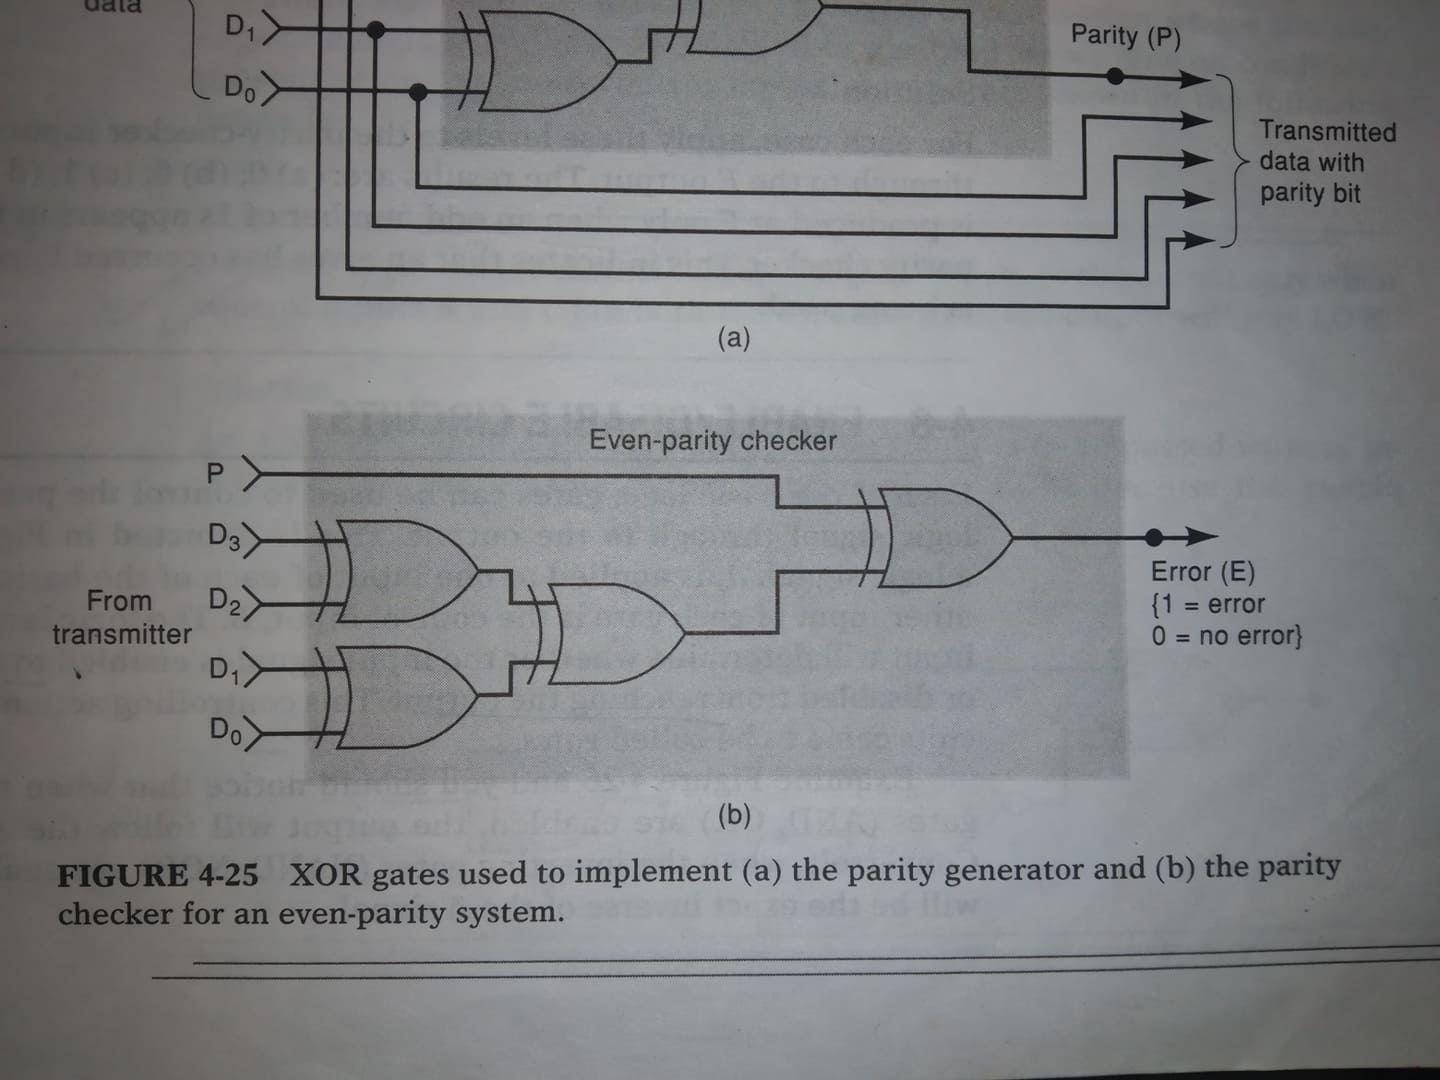 data
D₁
D₀
Parity (P)
Transmitted
data with
parity bit
(a)
Even-parity checker
P
D₃
D₂
D₁
D₀
From
transmitter
Error (E)
{1 = error
0 = no error}
(b)
FIGURE 4-25 XOR gates used to implement (a) the parity generator and (b) the parity
checker for an even-parity system.